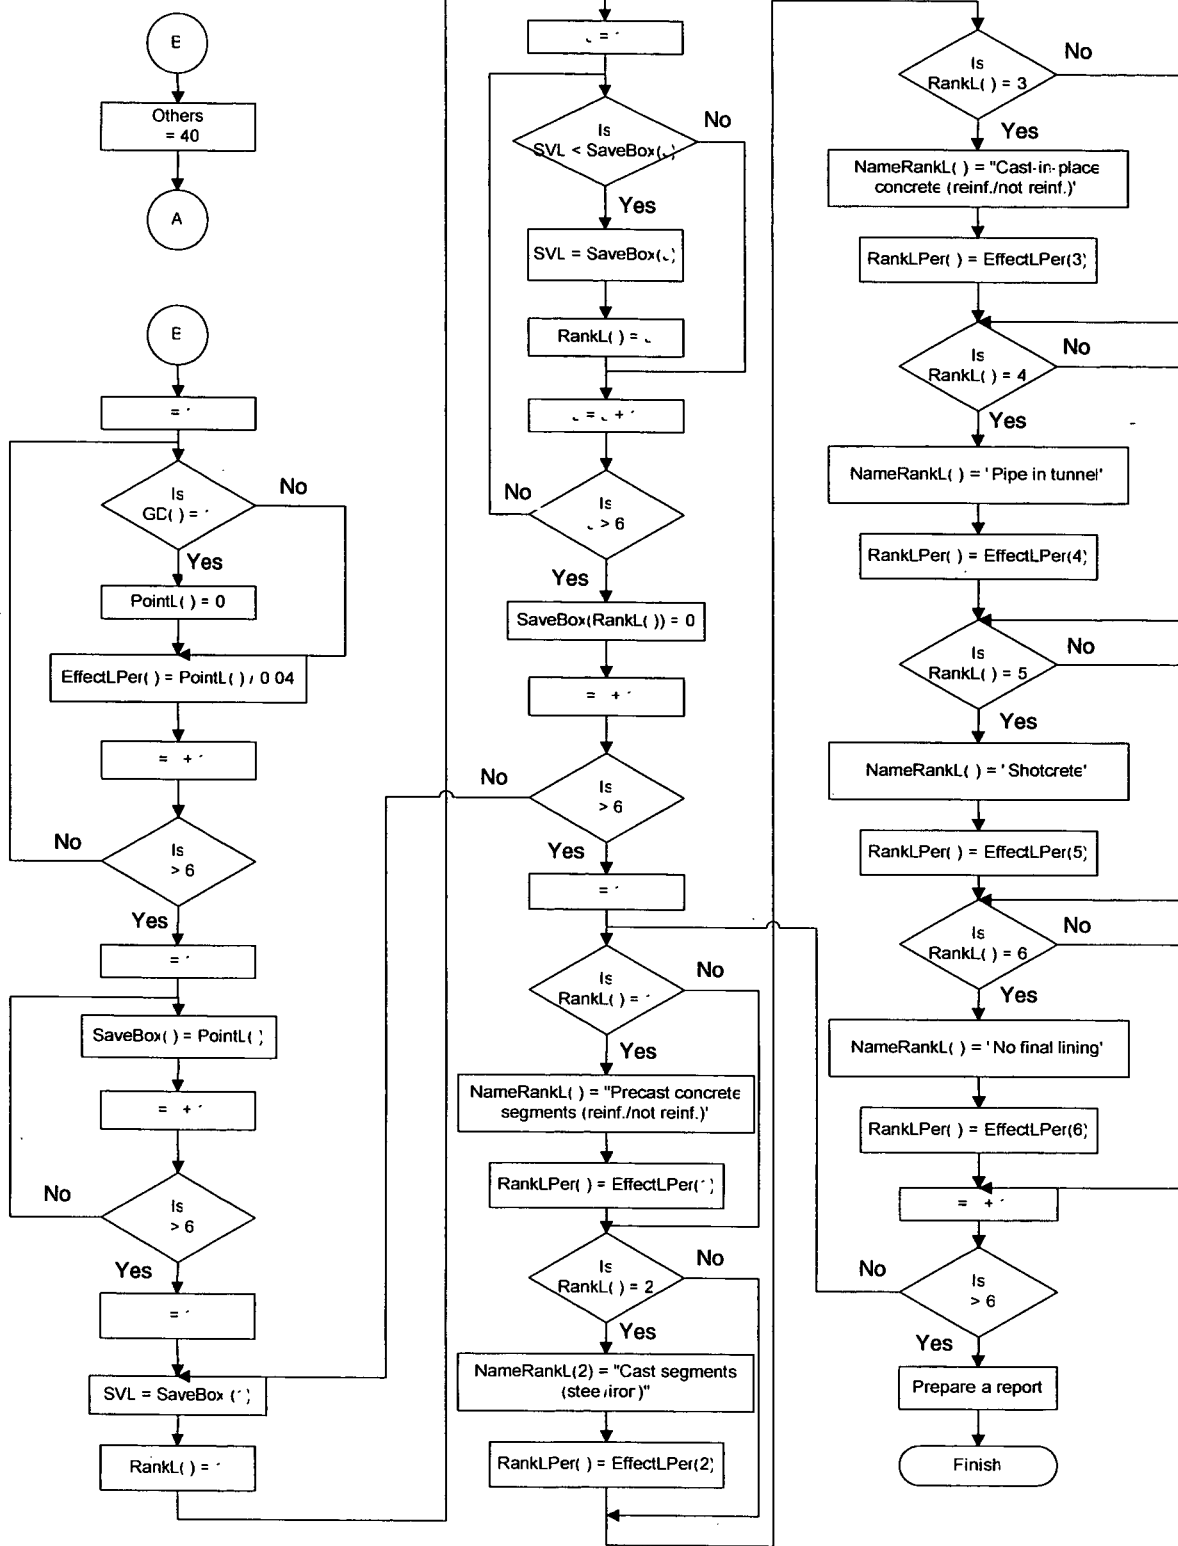 E
Others
= 40
A
E
Is
GD( ) =
No
Yes
PointL( ) = 0
EffectLPer( ) = PointL( ) / 0 04
= +
No
Is
> 6
Yes
=
SaveBox( ) = PointL( )
= +
No
Is
> 6
Yes
=
SVL = SaveBox ( )
RankL( ) =
=
Is
SVL < SaveBox( )
No
Yes
SVL = SaveBox( )
RankL( ) =
= +
No
Is
> 6
Yes
SaveBox(RankL( )) = 0
= +
No
Is
> 6
Yes
=
Is
RankL( ) =
No
Yes
NameRankL( ) = "Precast concrete
segments (reinf./not reinf.)'
RankLPer( ) = EffectLPer( )
Is
RankL( ) = 2
No
Yes
NameRankL(2) = "Cast segments
(stee/iron)"
RankLPer( ) = EffectLPer(2)
Is
RankL( ) = 3
No
Yes
NameRankL( ) = "Cast-in-place
concrete (reinf./not reinf.)'
RankLPer( ) = EffectLPer(3)
Is
RankL( ) = 4
No
Yes
NameRankL( ) = ' Pipe in tunnel'
RankLPer( ) = EffectLPer(4)
Is
RankL( ) = 5
No
Yes
NameRankL( ) = ' Shotcrete'
RankLPer( ) = EffectLPer(5)
Is
RankL( ) = 6
No
Yes
NameRankL( ) = ' No final lining'
RankLPer( ) = EffectLPer(6)
= +
No
Is
> 6
Yes
Prepare a report
Finish